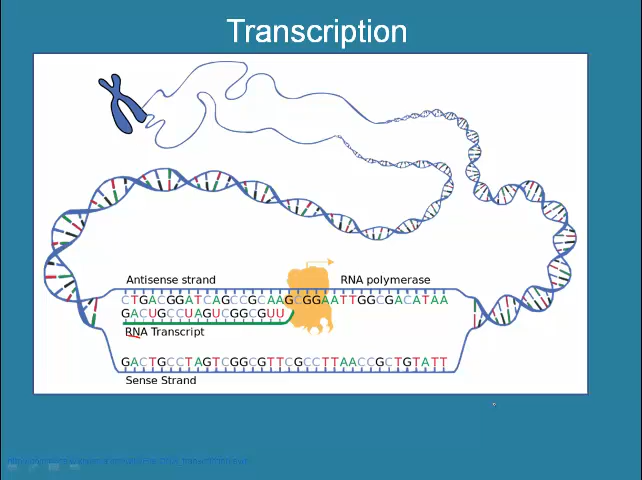 Transcription
Antisense strand
RNA polymerase
CTGACGGATCAGCCGCAAGCGGAATTGGCGACATAA
GACUGCCUAGUCGGCGUU
RNA Transcript
GACTGCCTAGTCGGCGTTCGCCTTAACCGCTGTATT
Sense Strand